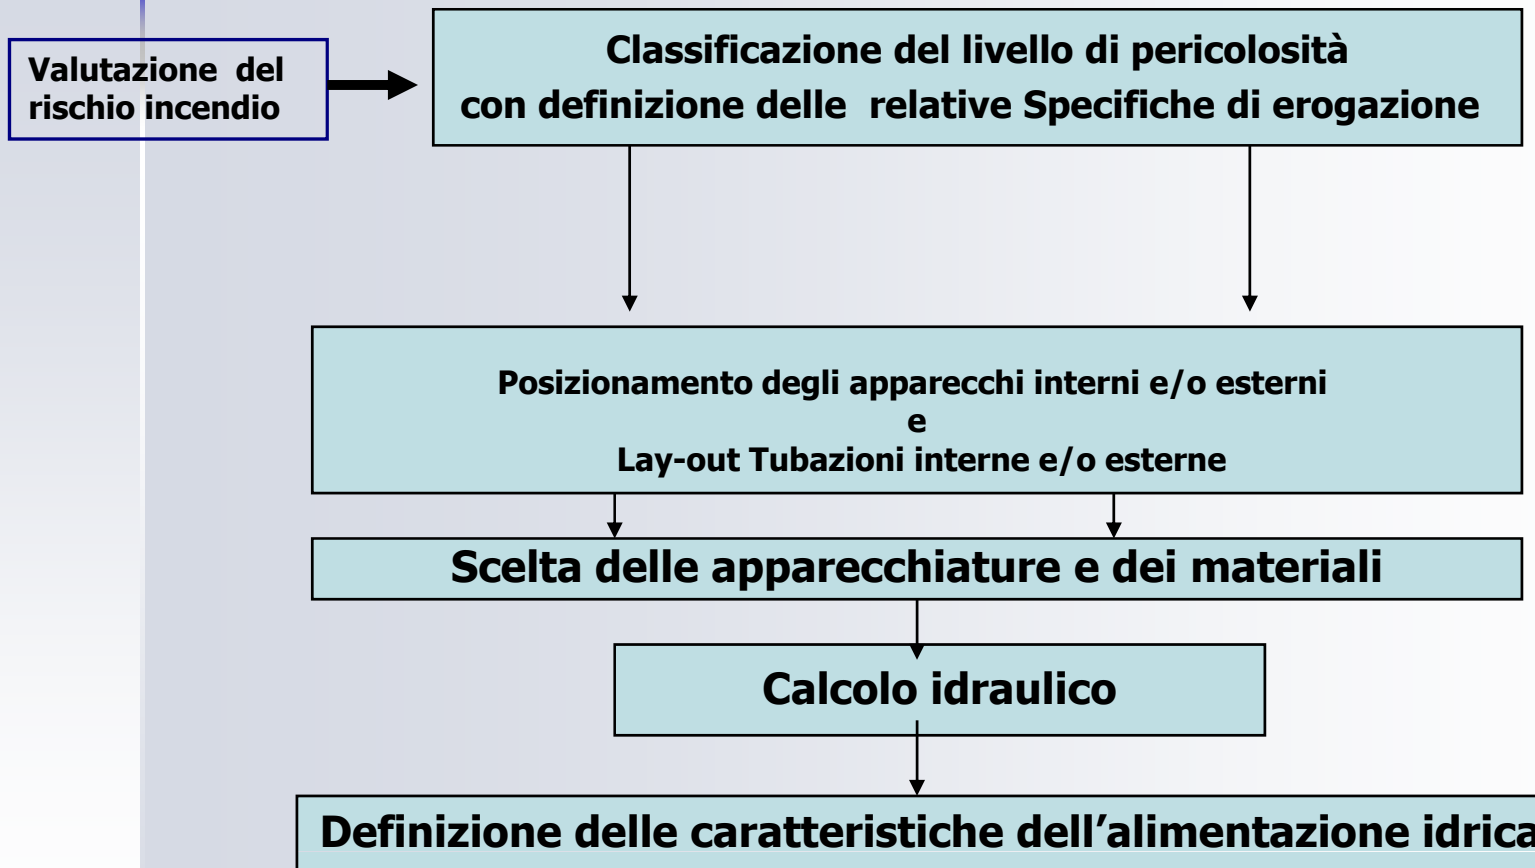 Valutazione del
rischio incendio
Classificazione del livello di pericolosità
con definizione delle relative Specifiche di erogazione
Posizionamento degli apparecchi interni e/o esterni
e
Lay-out Tubazioni interne e/o esterne
Scelta delle apparecchiature e dei materiali
Calcolo idraulico
Definizione delle caratteristiche dell’alimentazione idrica